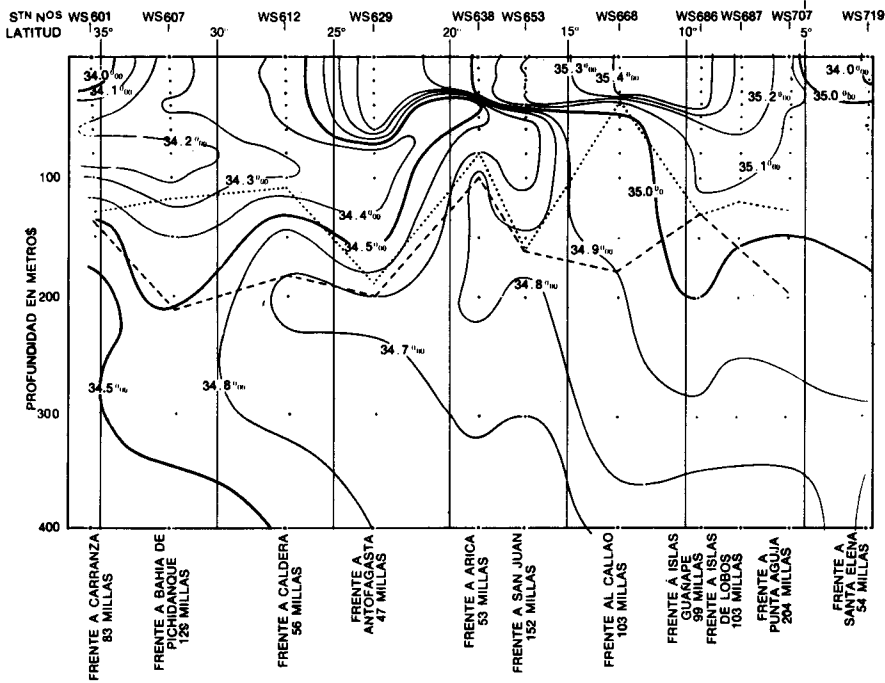 STN NOS WS601 WS607 WS612 WS629 WS638 WS653 WS668 WS686 WS687 WS707 WS719
LATITUD 35° 30° 25° 20° 15° 10° 5°
34.0‰ 35.3‰ 34.0‰
34.1‰ 35.4‰ 35.2‰ 35.0‰
34.2‰
35.1‰
100
34.3‰ 35.0‰
34.4‰
34.5‰ 34.9‰
34.8‰
200
34.7‰
34.5‰ 34.8‰
300
400
PROFUNDIDAD EN METROS
FRENTE A CARRANZA
83 MILLAS
FRENTE A BAHIA DE
PICHIDANQUE
129 MILLAS
FRENTE A CALDERA
56 MILLAS
FRENTE A
ANTOFAGASTA
47 MILLAS
FRENTE A ARICA
53 MILLAS
FRENTE A SAN JUAN
152 MILLAS
FRENTE AL CALLAO
103 MILLAS
FRENTE Á ISLAS
GUAÑAPE
99 MILLAS
FRENTE A ISLAS
DE LOBOS
103 MILLAS
FRENTE A
PUNTA AGUJA
204 MILLAS
FRENTE A
SANTA ELENA
54 MILLAS